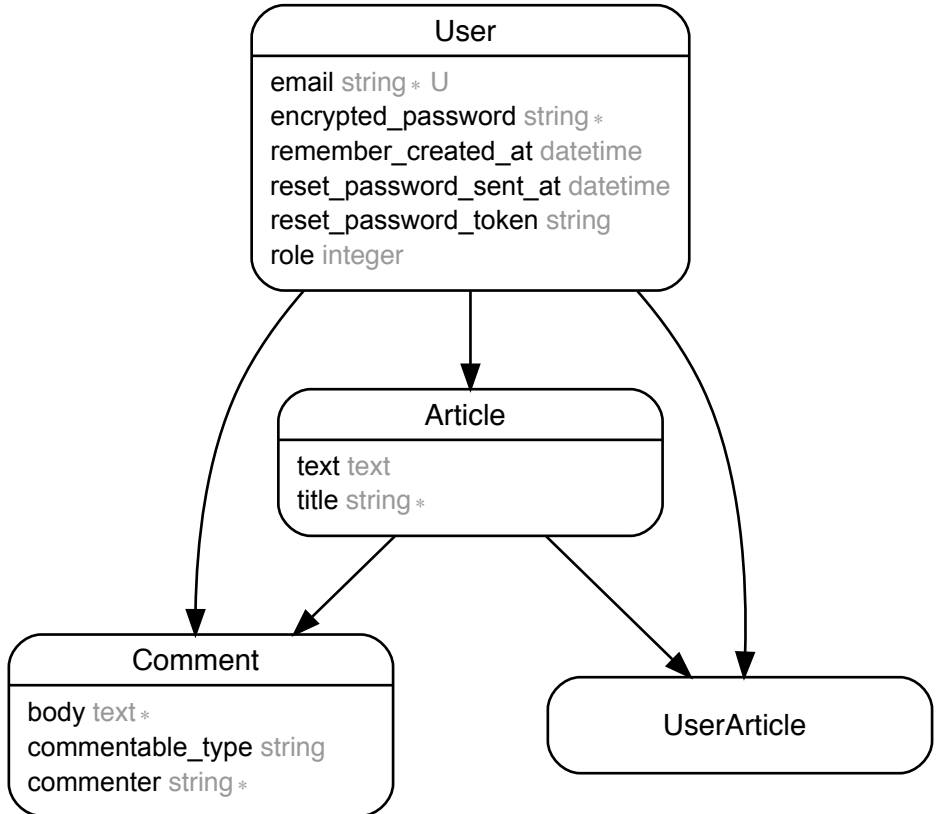 User
email string ∗ U
encrypted_password string ∗
remember_created_at datetime
reset_password_sent_at datetime
reset_password_token string
role integer
Article
text text
title string ∗
Comment
body text ∗
commentable_type string
commenter string ∗
UserArticle